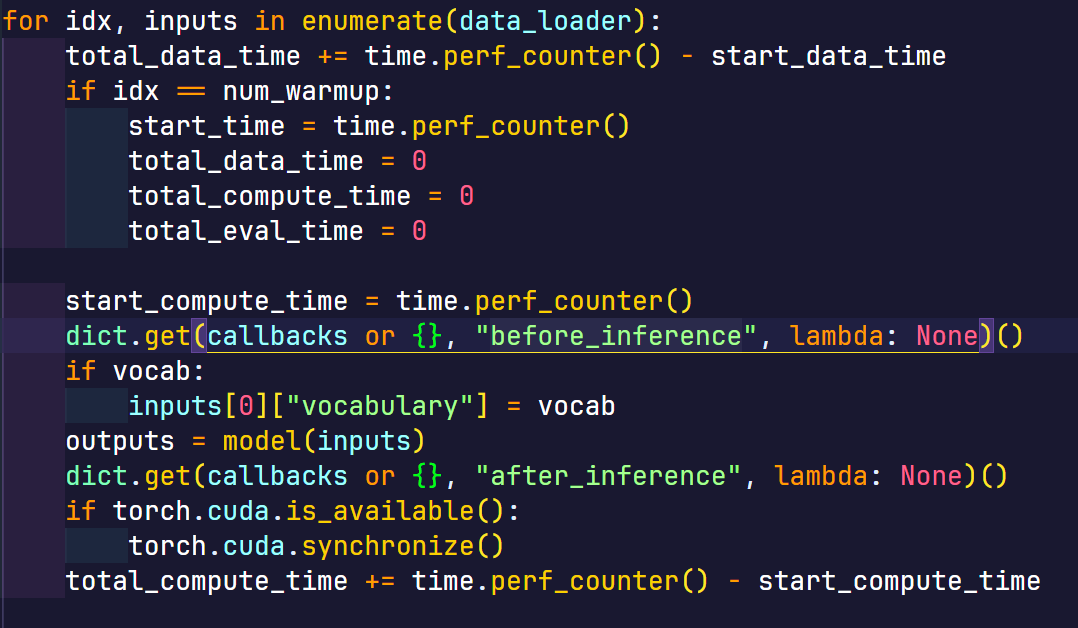 for idx, inputs in enumerate(data_loader):
    total_data_time += time.perf_counter() - start_data_time
    if idx == num_warmup:
        start_time = time.perf_counter()
        total_data_time = 0
        total_compute_time = 0
        total_eval_time = 0

    start_compute_time = time.perf_counter()
    dict.get(callbacks or {}, "before_inference", lambda: None)()
    if vocab:
        inputs[0]["vocabulary"] = vocab
    outputs = model(inputs)
    dict.get(callbacks or {}, "after_inference", lambda: None)()
    if torch.cuda.is_available():
        torch.cuda.synchronize()
    total_compute_time += time.perf_counter() - start_compute_time